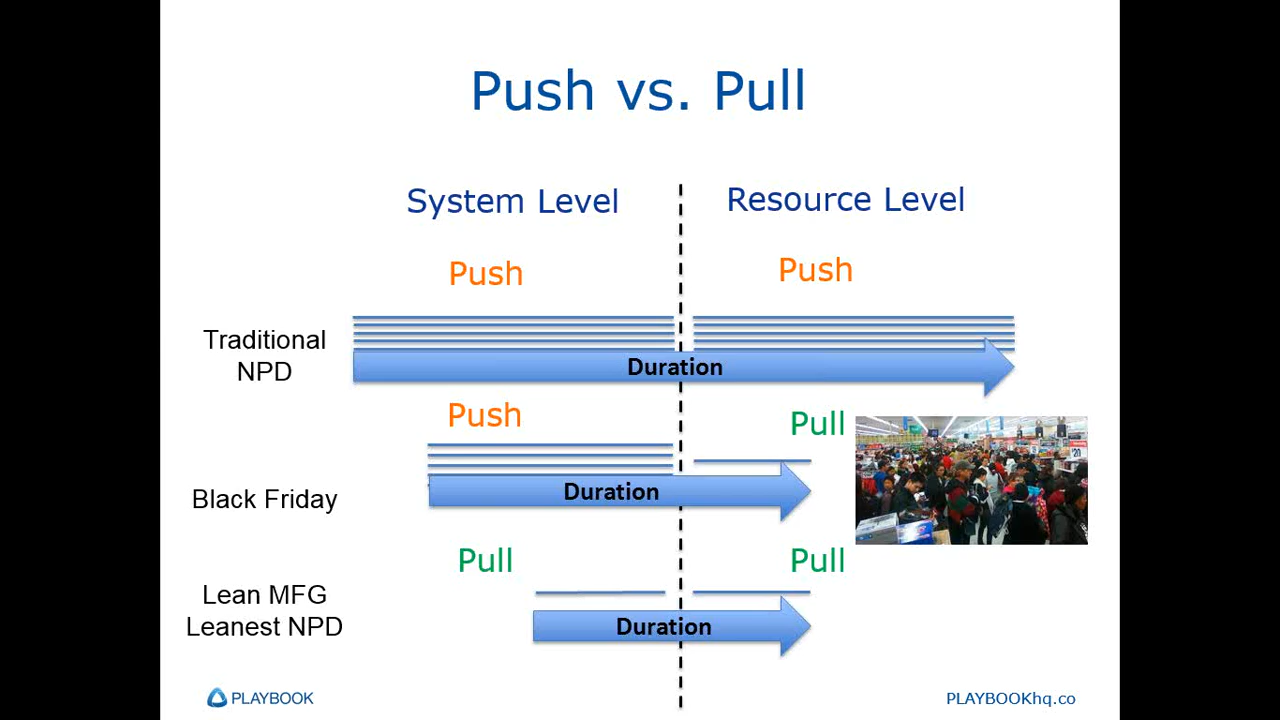 Push vs. Pull
System Level
Resource Level
Push
Push
Traditional
NPD
Duration
Push
Pull
Black Friday
Duration
Pull
Pull
Lean MFG
Leanest NPD
Duration
PLAYBOOK
PLAYBOOKhq.co